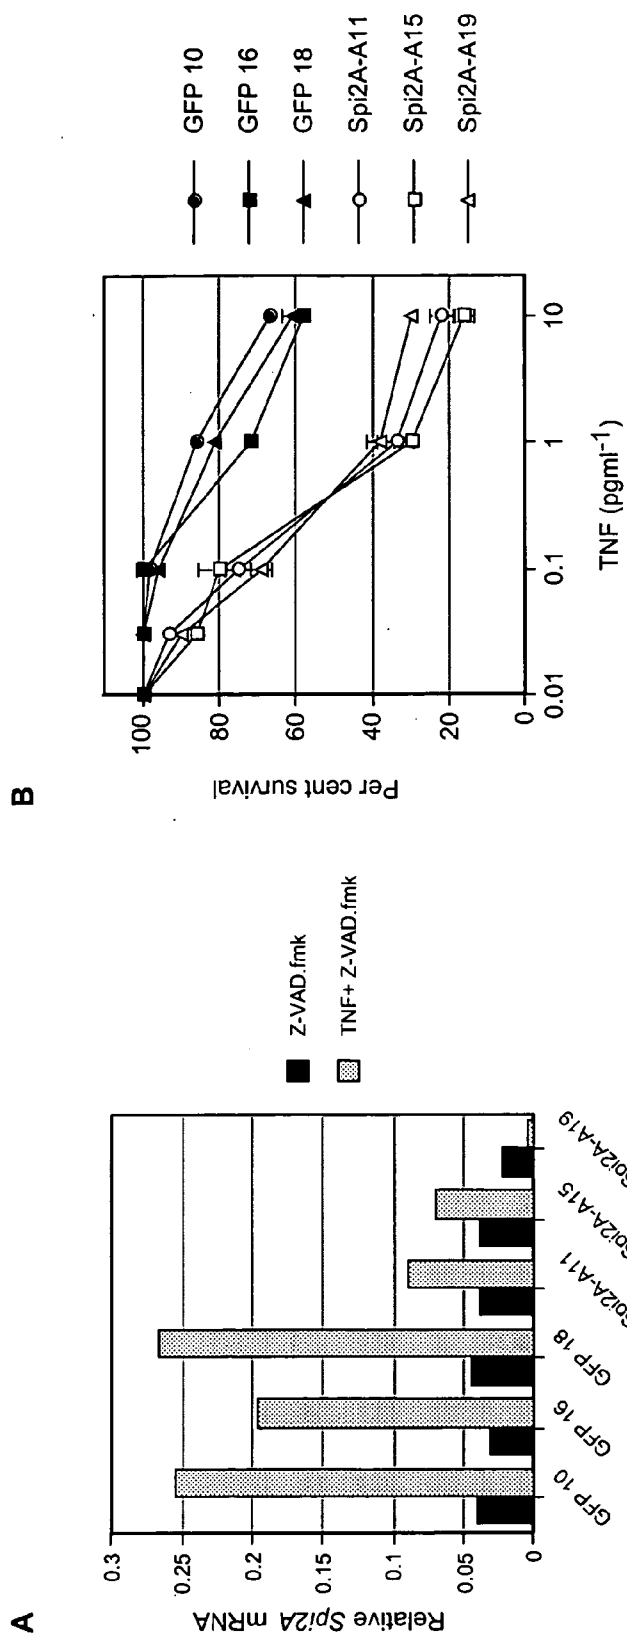 A
Relative Spi2A mRNA
0.3
0.25
0.2
0.15
0.1
0.05
0
GFP 10
GFP 16
GFP 18
Spi2A-A11
Spi2A-A15
Spi2A-A19
Z-VAD.fmk
TNF+ Z-VAD.fmk
B
Per cent survival
100
80
60
40
20
0
0.01
0.1
1
10
TNF (pgml⁻¹)
GFP 10
GFP 16
GFP 18
Spi2A-A11
Spi2A-A15
Spi2A-A19